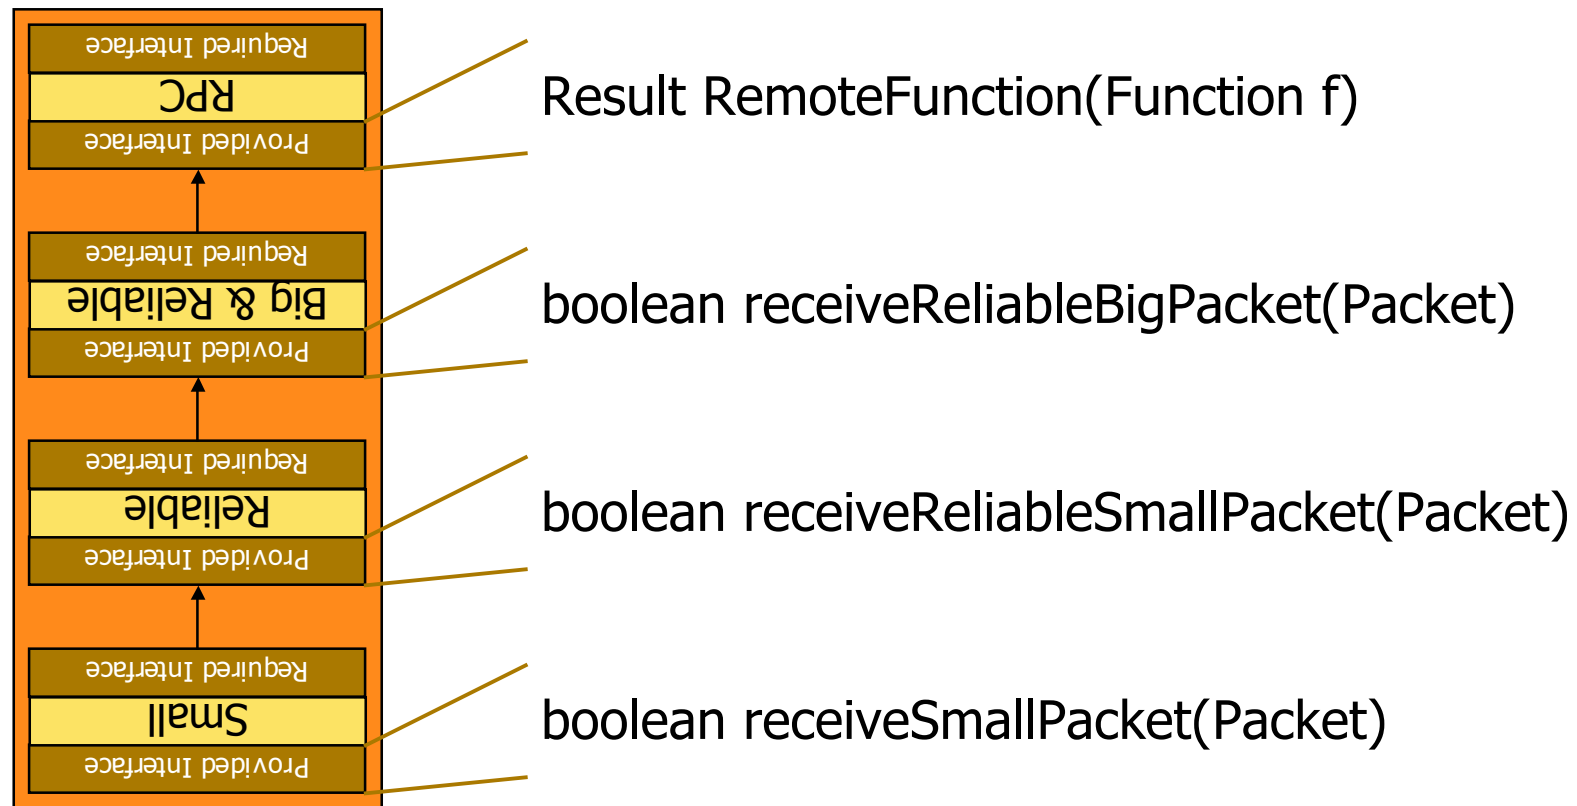 Required Interface
RPC
Result RemoteFunction(Function f)
Provided Interface
Required Interface
Big & Reliable
boolean receiveReliableBigPacket(Packet)
Provided Interface
Required Interface
Reliable
boolean receiveReliableSmallPacket(Packet)
Provided Interface
Required Interface
Small
boolean receiveSmallPacket(Packet)
Provided Interface